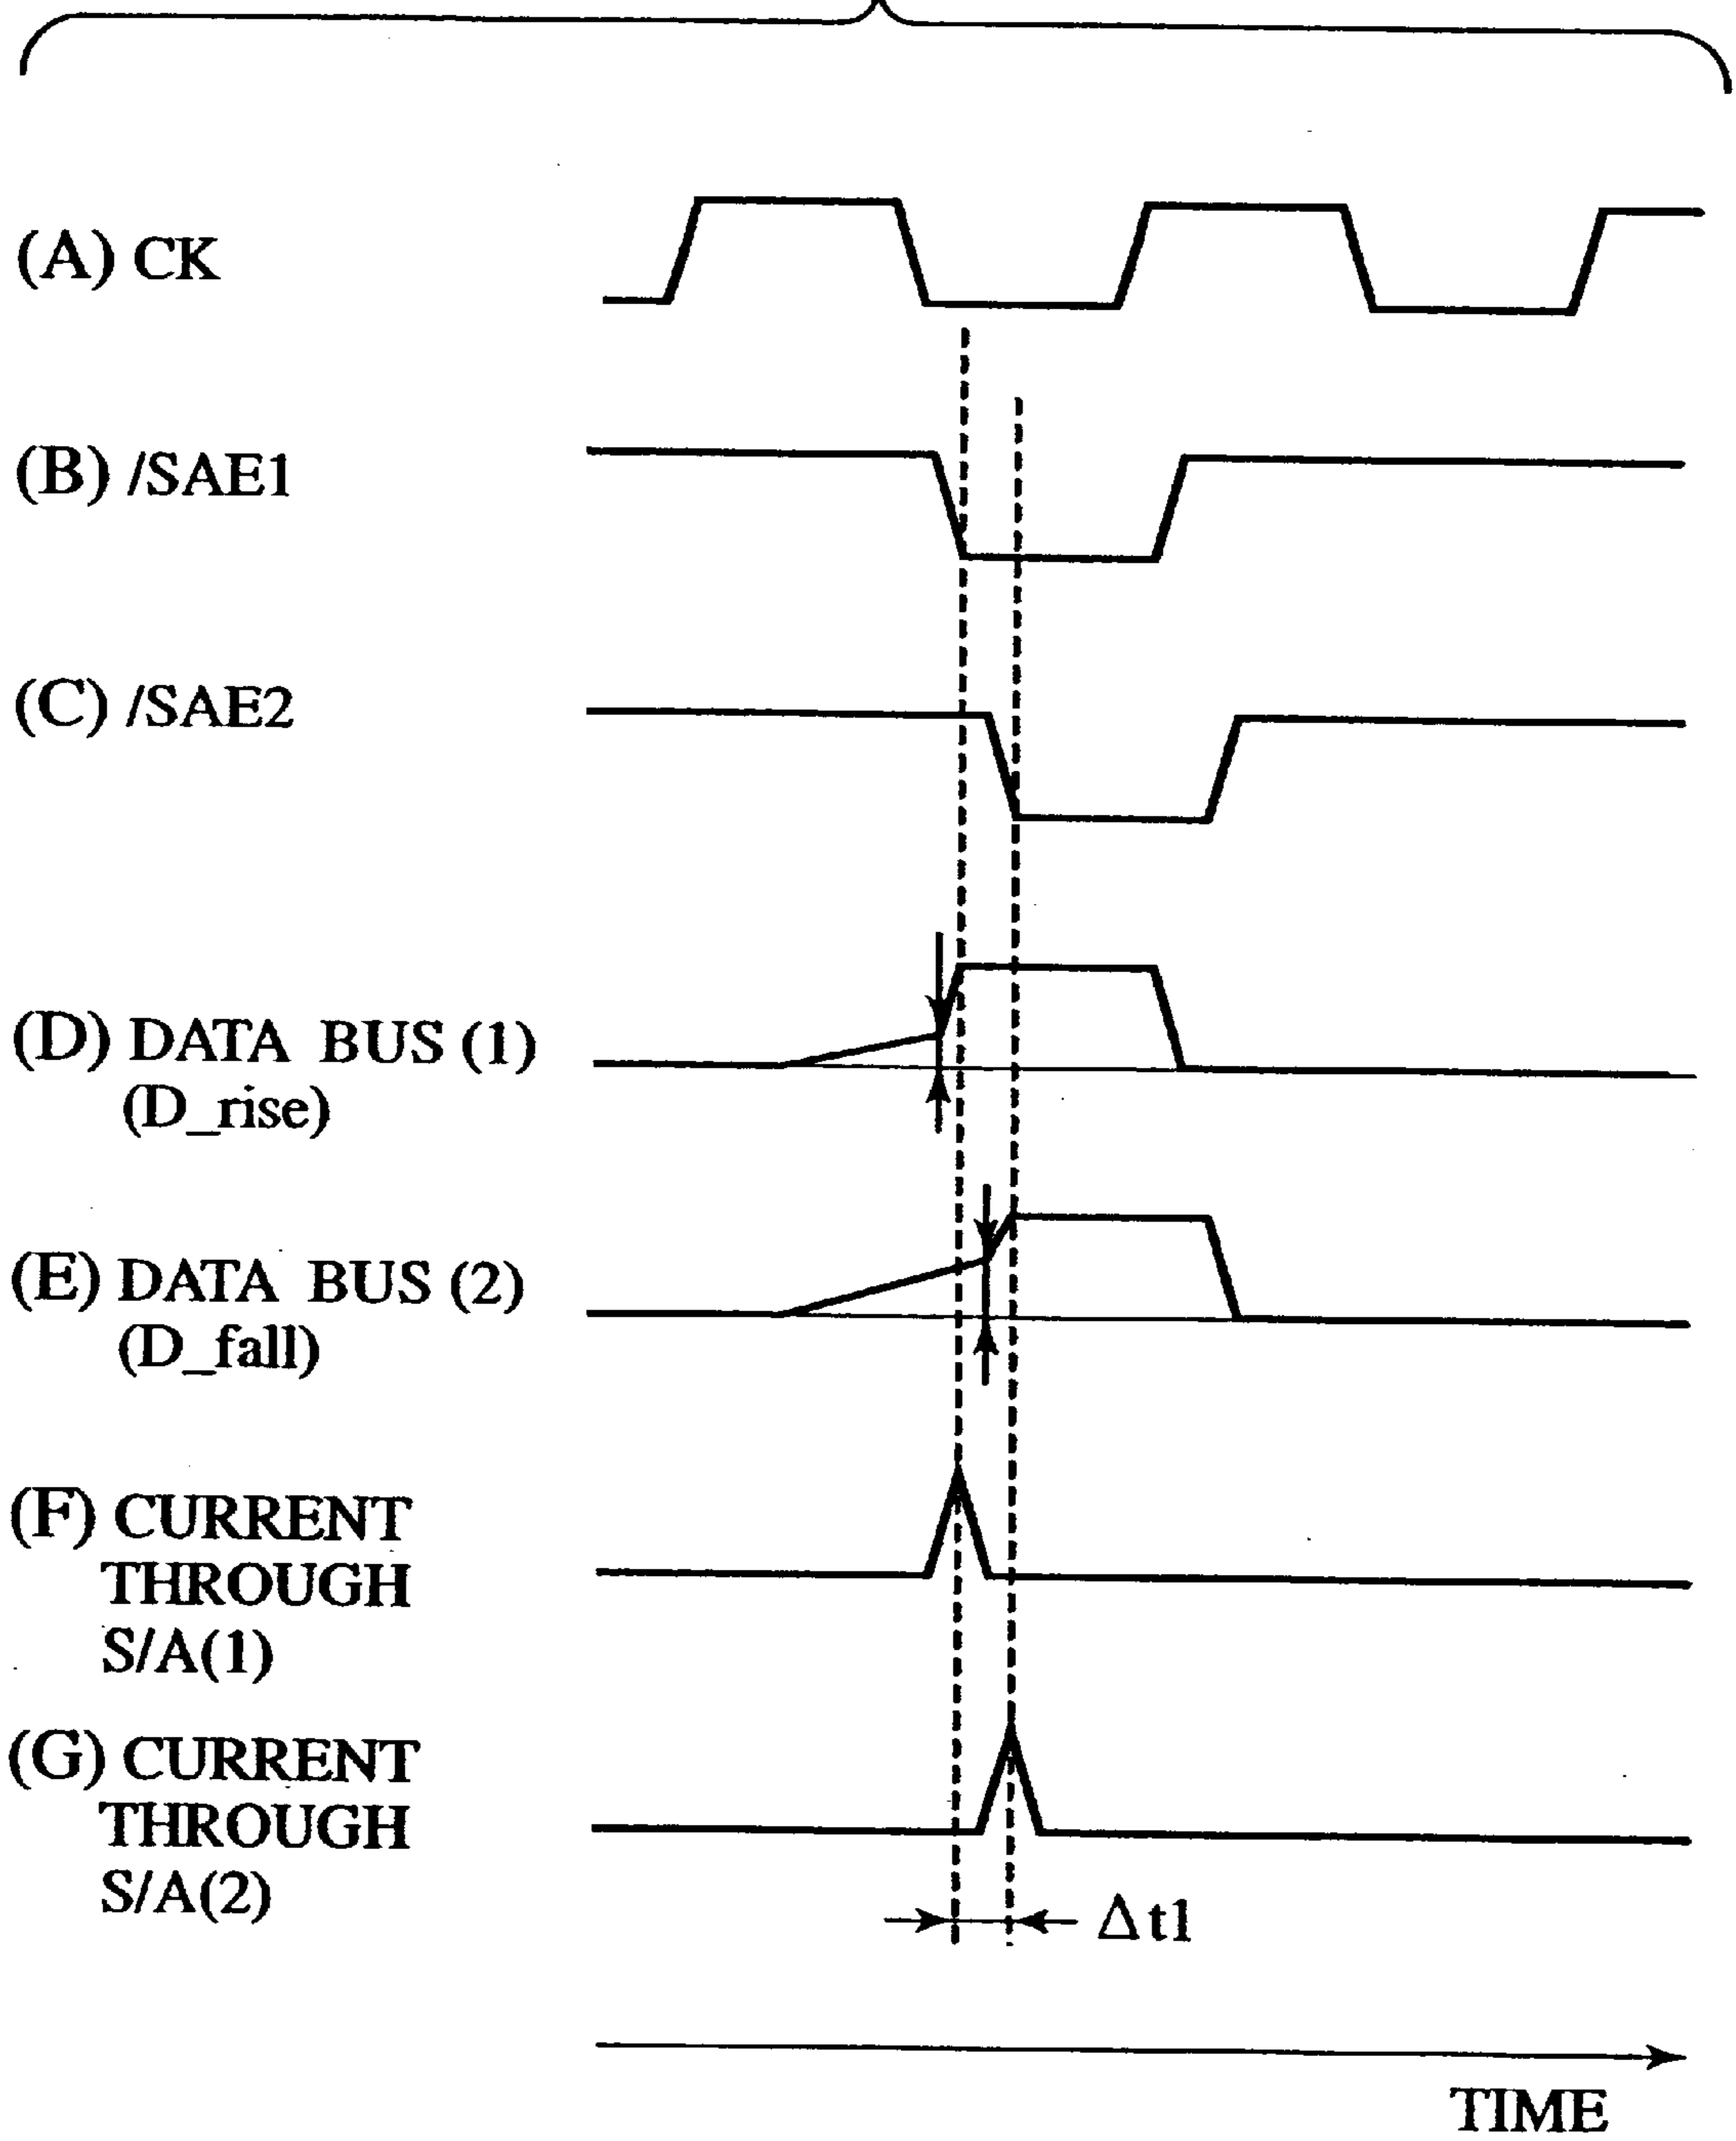 (A) CK
(B) /SAE1
(C) /SAE2
(D) DATA BUS (1)
(D_rise)
(E) DATA BUS (2)
(D_fall)
(F) CURRENT
THROUGH
S/A(1)
(G) CURRENT
THROUGH
S/A(2)
Δt1
TIME